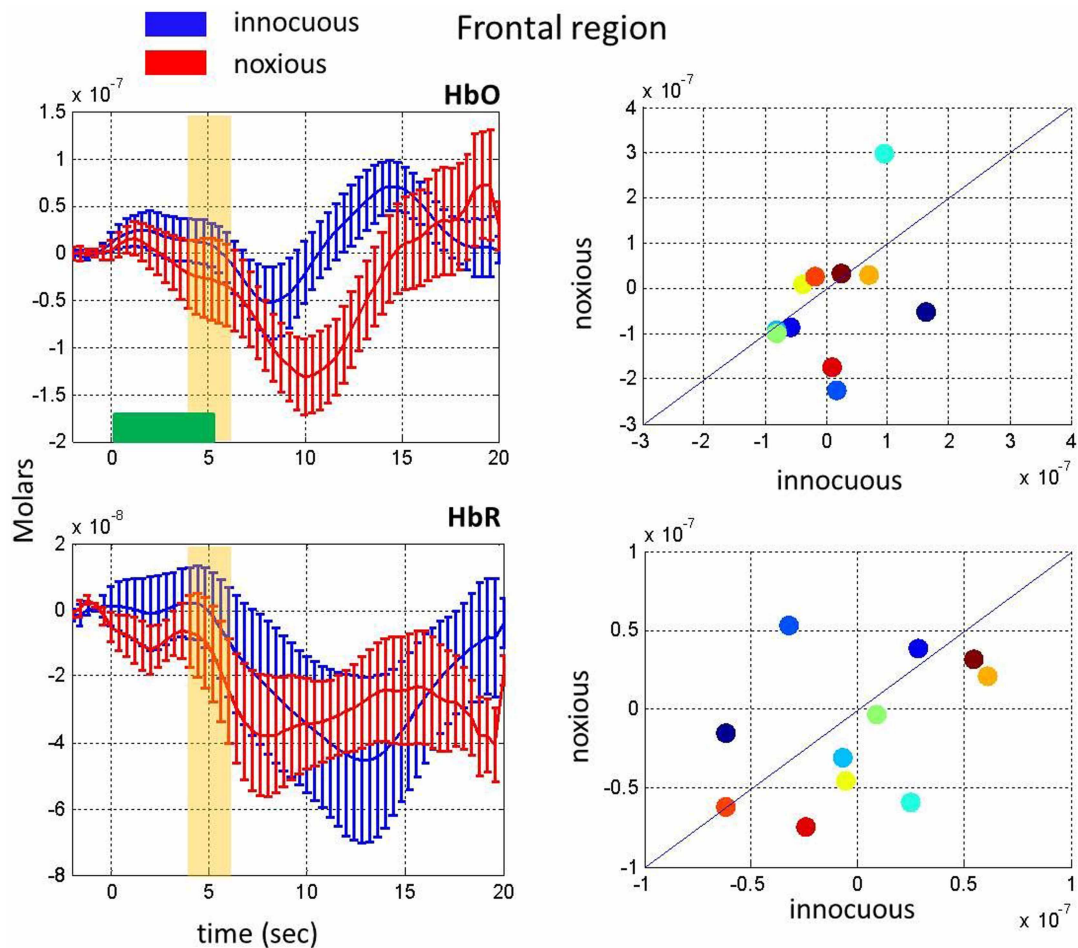 innocuous
noxious
Frontal region
x 10⁻⁷
HbO
1.5
1
0.5
0
-0.5
-1
-1.5
-2
0 5 10 15 20
x 10⁻⁷
4
3
2
1
0
-1
-2
-3
noxious
-3 -2 -1 0 1 2 3 4
innocuous
x 10⁻⁷
Molars
x 10⁻⁸
HbR
2
0
-2
-4
-6
-8
0 5 10 15 20
time (sec)
x 10⁻⁷
1
0.5
0
-0.5
-1
noxious
-1 -0.5 0 0.5 1
innocuous
x 10⁻⁷